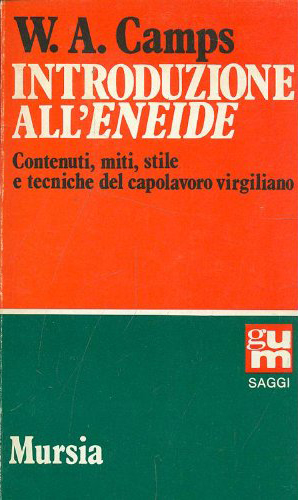 W. A. Camps
INTRODUZIONE
ALL'ENEIDE
Contenuti, miti, stile
e tecniche del capolavoro virgiliano
gum
SAGGI
Mursia